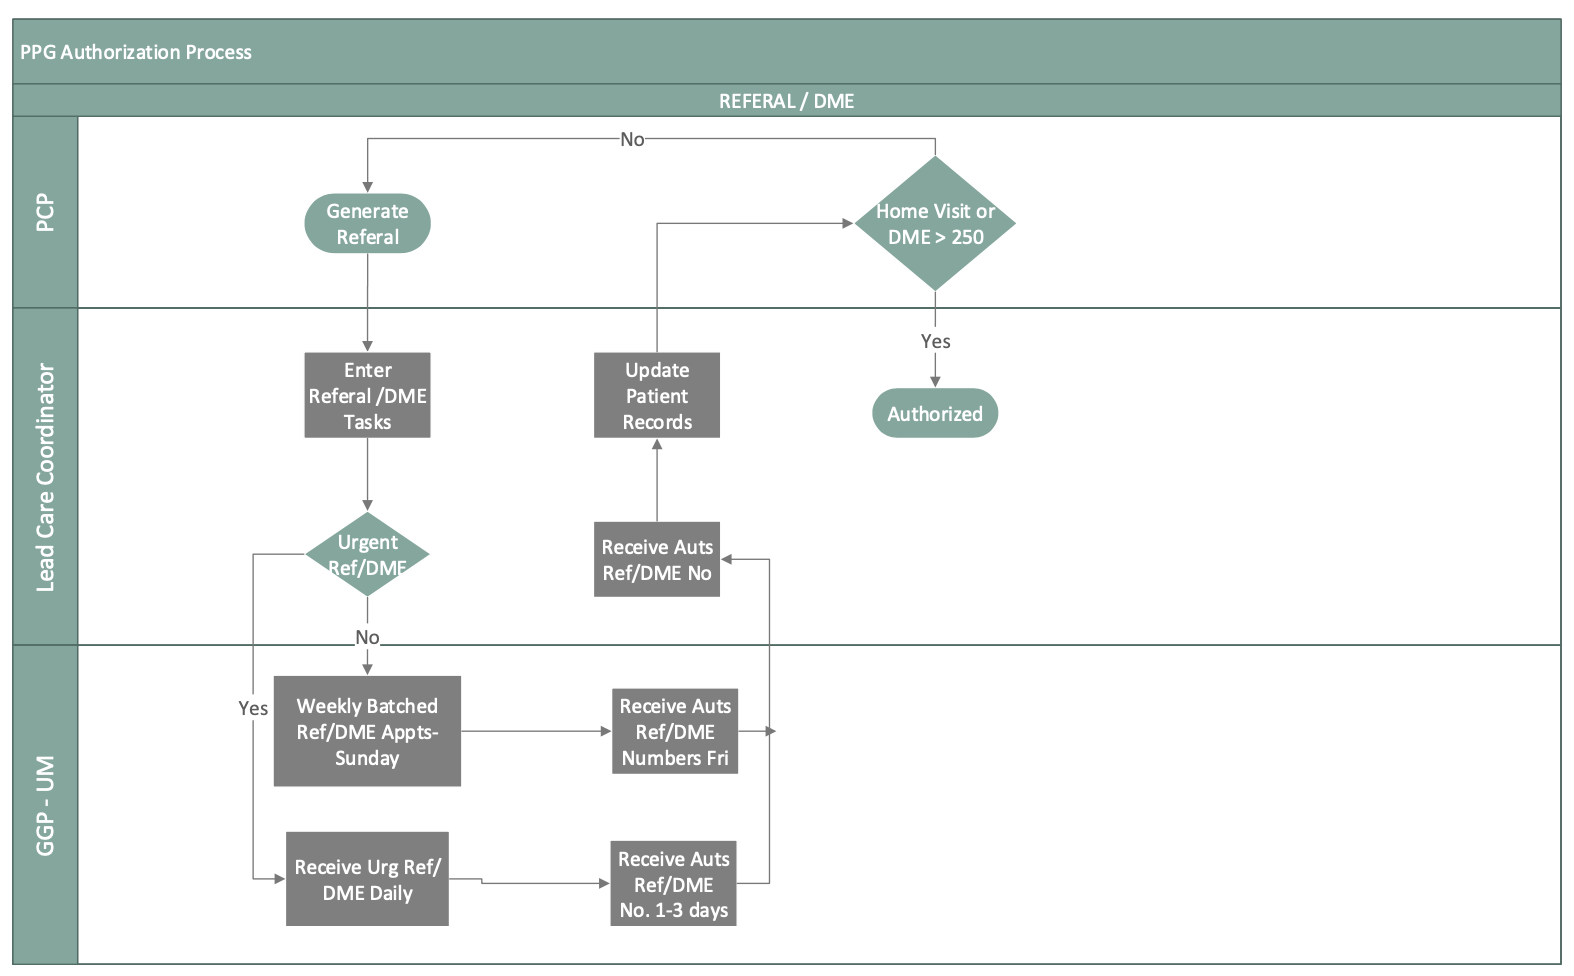 PPG Authorization Process
REFERAL / DME
PCP
No
Generate
Referal
Home Visit or
DME > 250
Lead Care Coordinator
Enter
Referal /DME
Tasks
Update
Patient
Records
Yes
Authorized
Urgent
Ref/DME
Receive Auts
Ref/DME No
No
GGP - UM
Yes
Weekly Batched
Ref/DME Appts-
Sunday
Receive Auts
Ref/DME
Numbers Fri
Receive Urg Ref/
DME Daily
Receive Auts
Ref/DME
No. 1-3 days